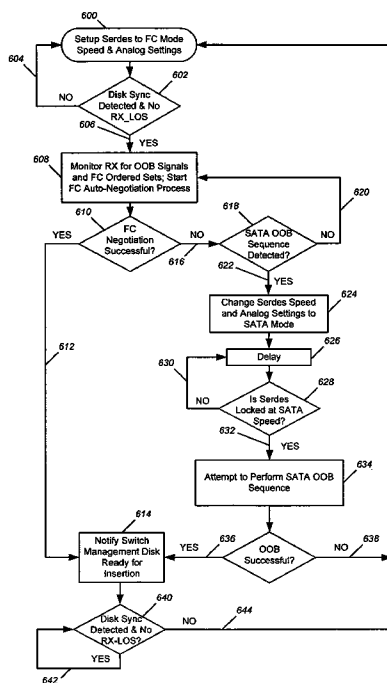 600
Setup Serdes to FC Mode
Speed & Analog Settings
604
602
Disk Sync
Detected & No
RX_LOS
NO
606
YES
608
Monitor RX for OOB Signals
and FC Ordered Sets; Start
FC Auto-Negotiation Process
610
618
620
YES
FC
Negotiation
Successful?
NO
616
SATA OOB
Sequence
Detected?
NO
622
YES
Change Serdes Speed
and Analog Settings to
SATA Mode
624
612
Delay
626
630
628
NO
Is Serdes
Locked at SATA
Speed?
632
YES
634
Attempt to Perform SATA OOB
Sequence
614
Notify Switch
Management Disk
Ready for
Insertion
YES
636
OOB
Successful?
NO
638
640
Disk Sync
Detected & No
RX-LOS?
NO
644
YES
642